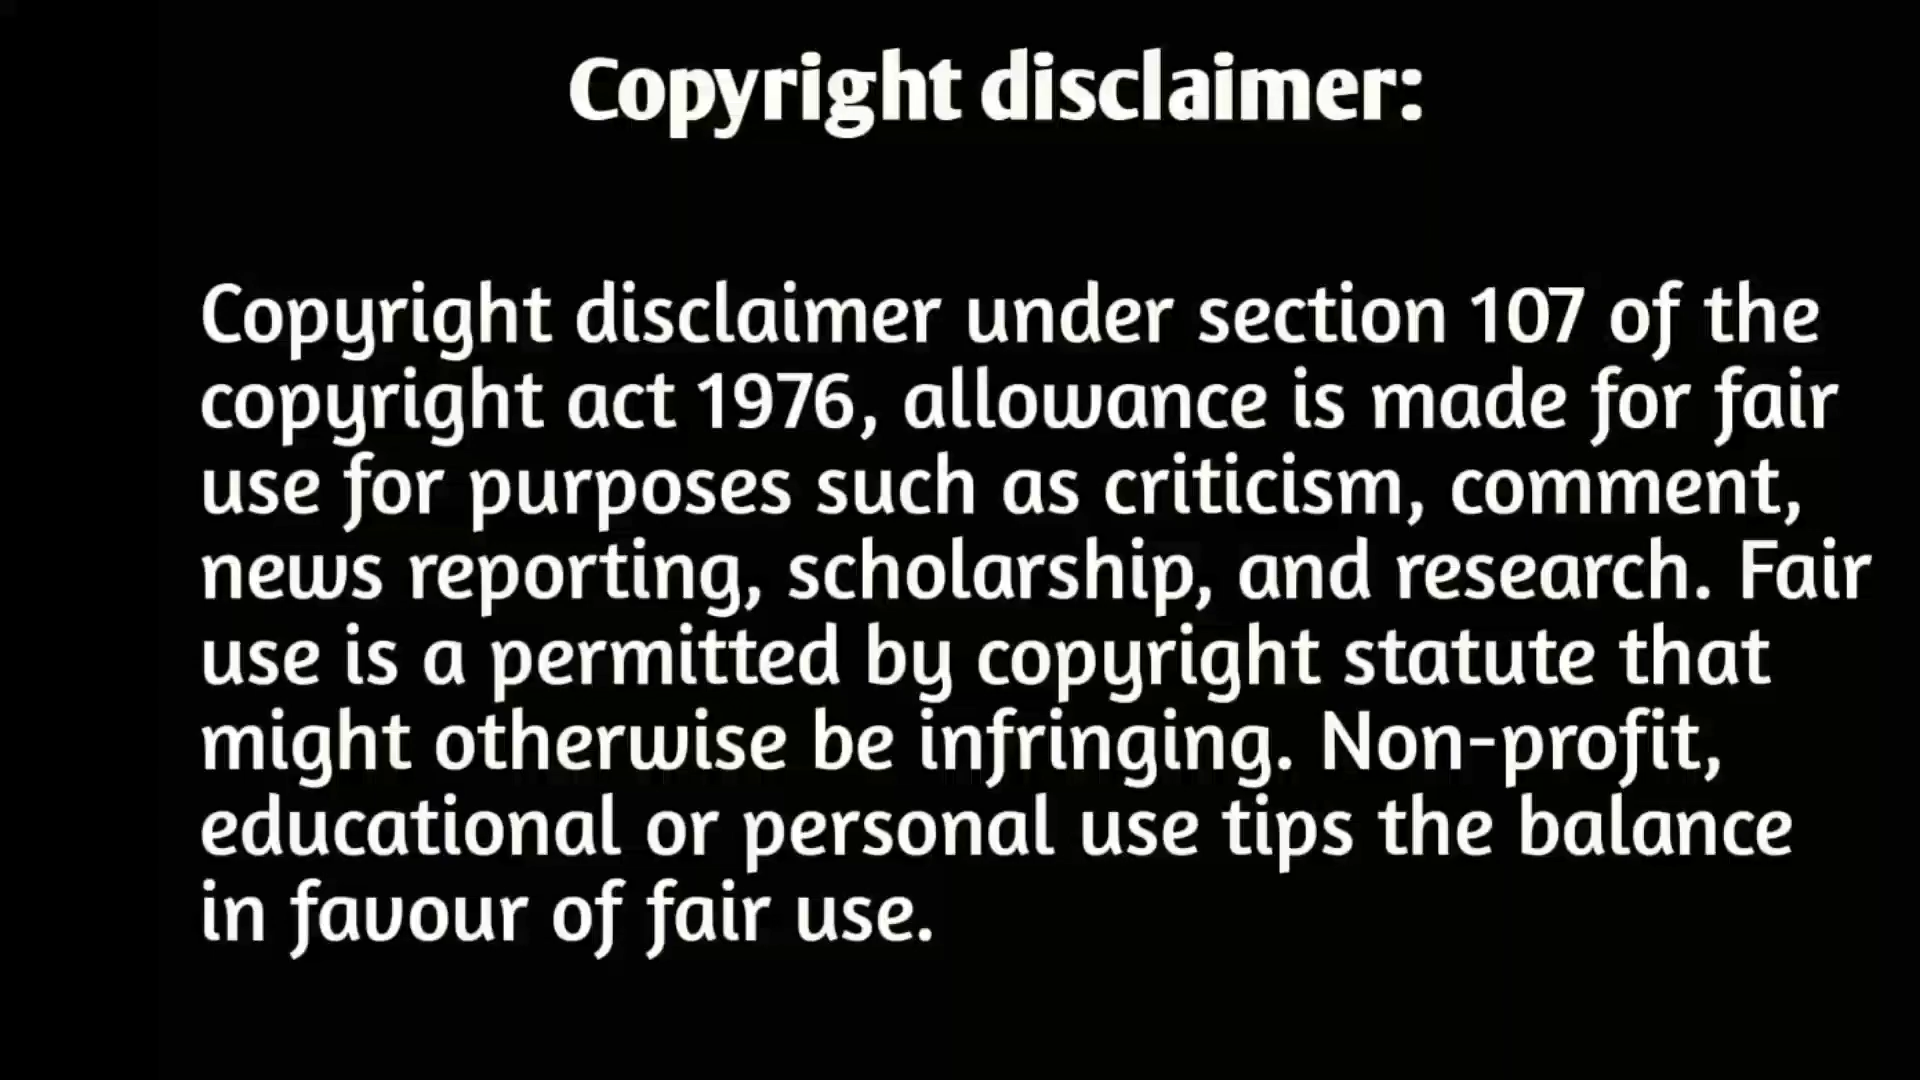 Copyright disclaimer:
Copyright disclaimer under section 107 of the
copyright act 1976, allowance is made for fair
use for purposes such as criticism, comment,
news reporting, scholarship, and research. Fair
use is a permitted by copyright statute that
might otherwise be infringing. Non-profit,
educational or personal use tips the balance
in favour of fair use.